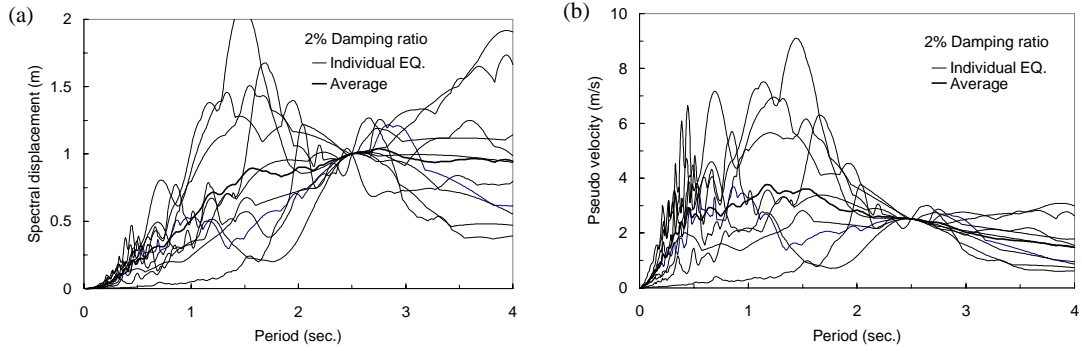 (a)
Spectral displacement (m)
2
1.5
1
0.5
0
2% Damping ratio
Individual EQ.
Average
0
1
2
3
4
Period (sec.)
(b)
Pseudo velocity (m/s)
10
8
6
4
2
0
2% Damping ratio
Individual EQ.
Average
0
1
2
3
4
Period (sec.)